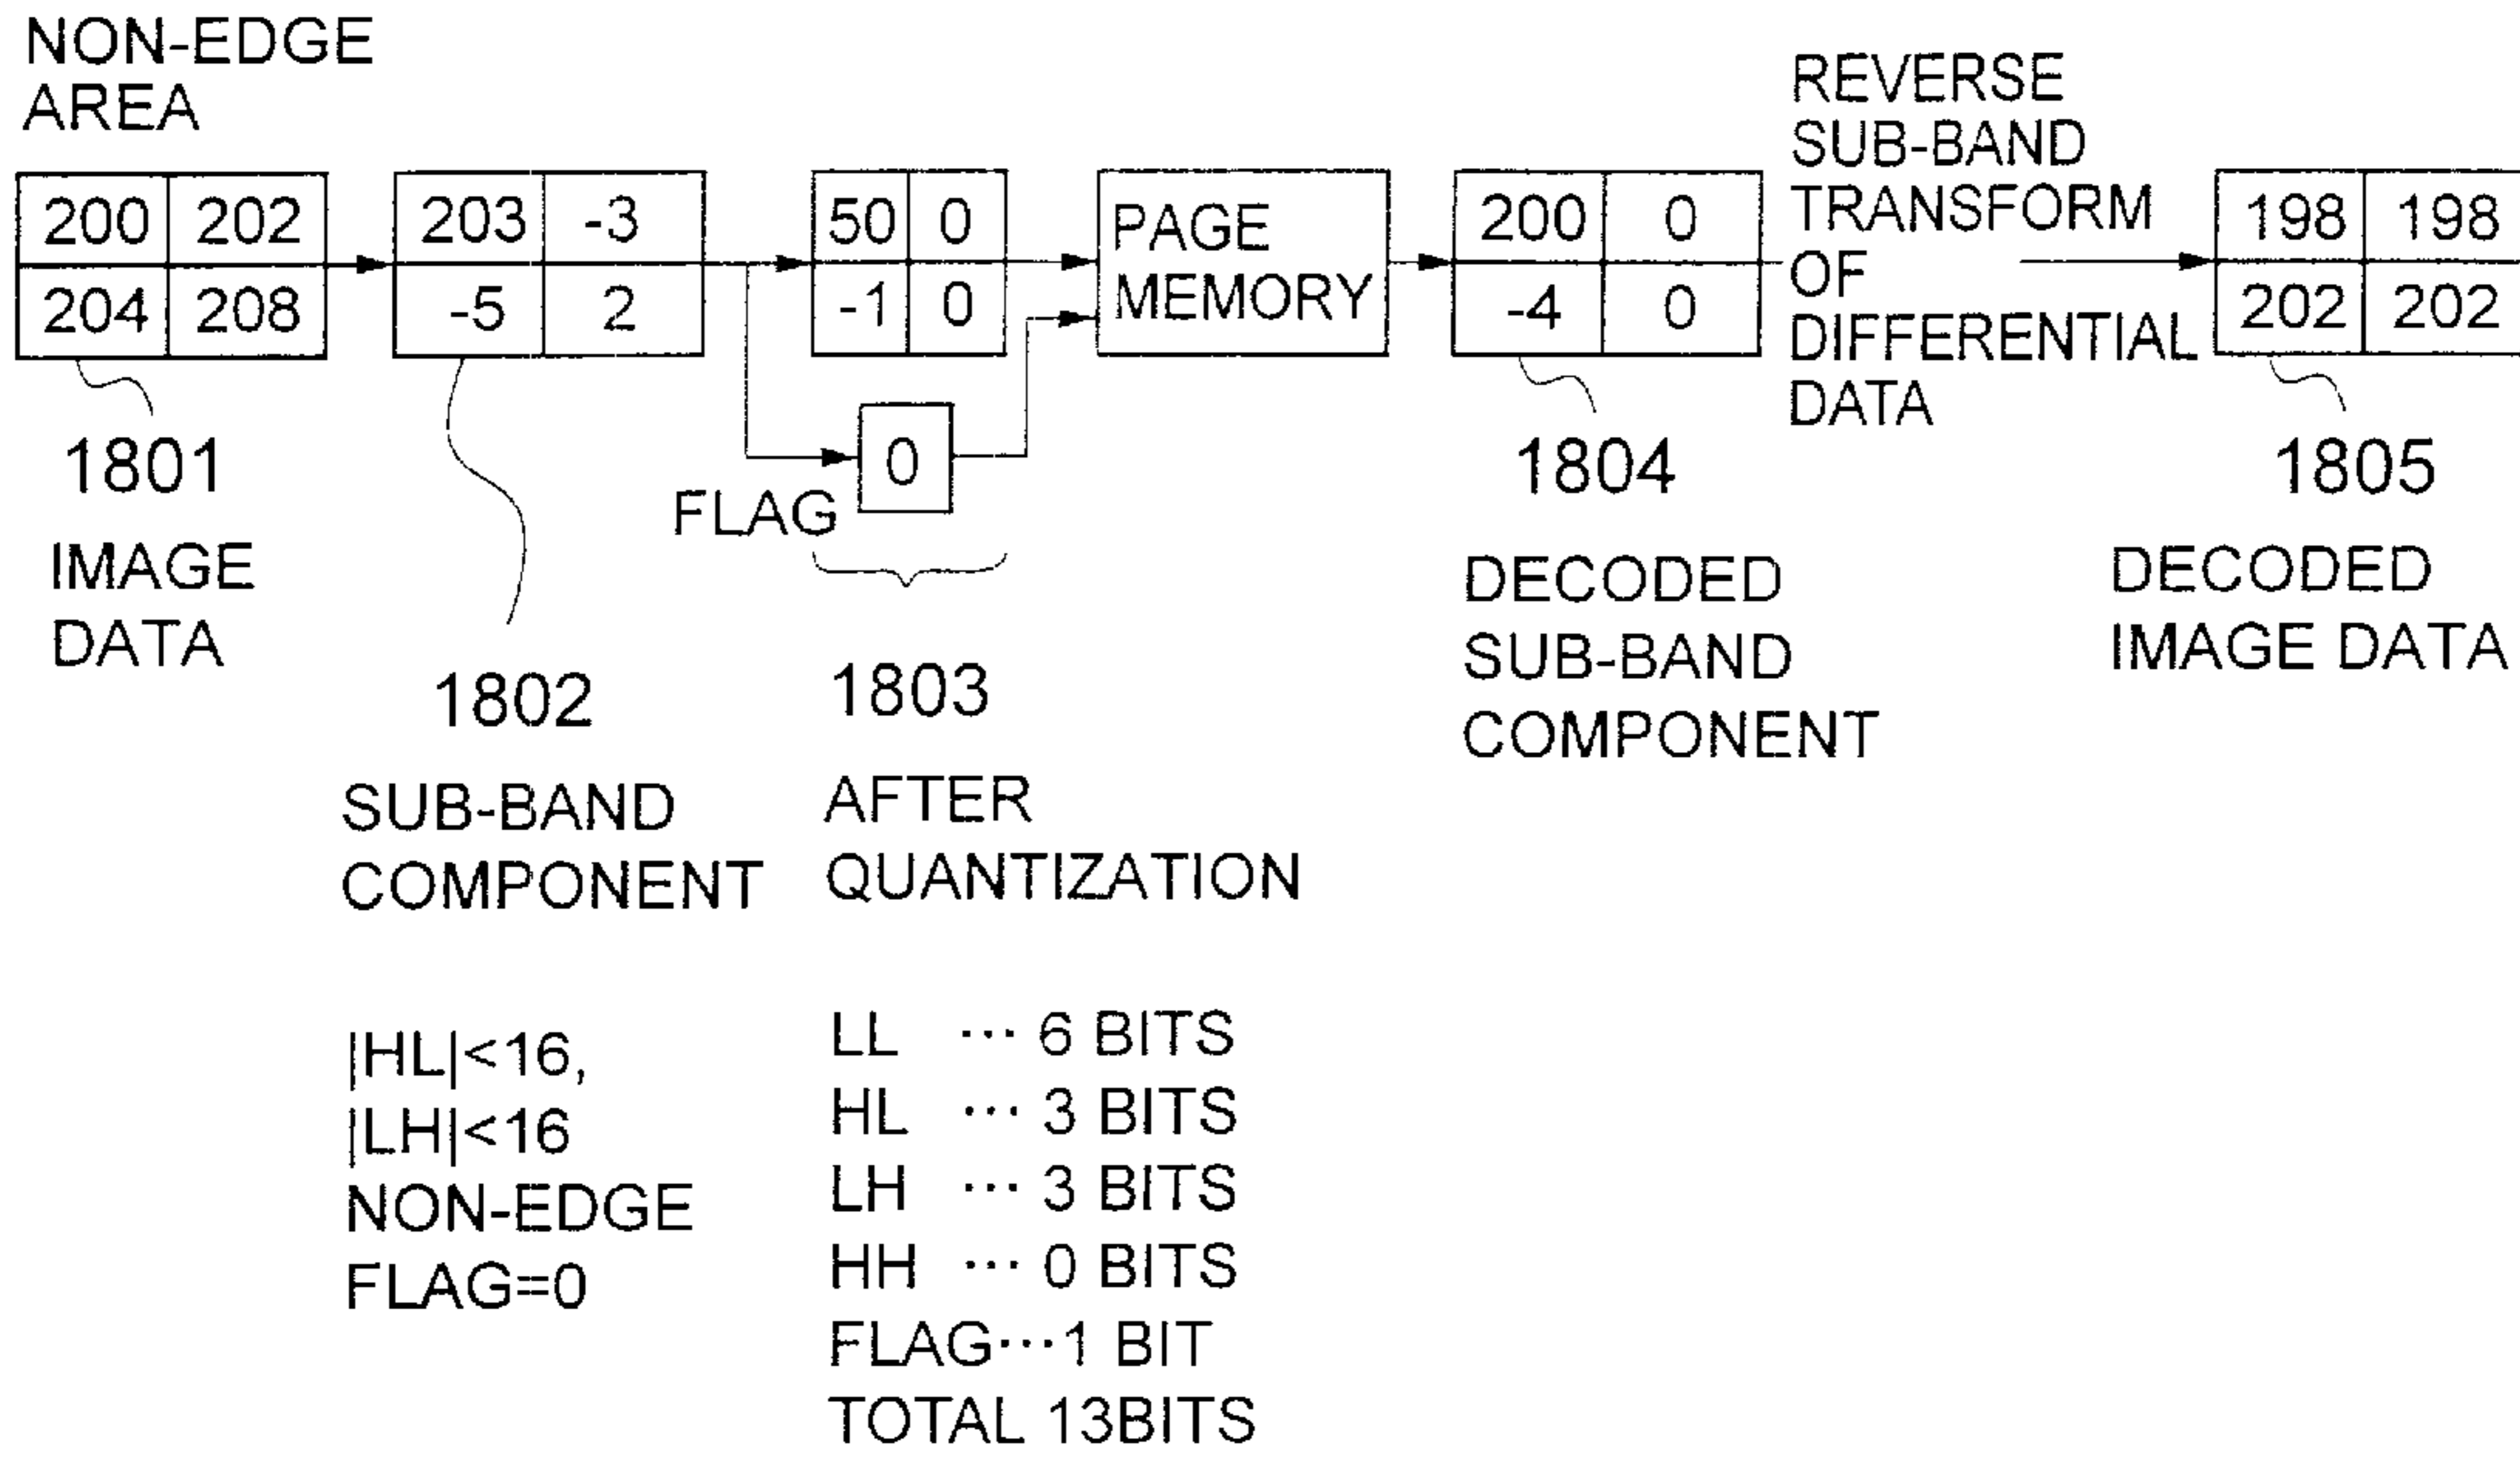 NON-EDGE
AREA
200 202
204 208
1801
IMAGE
DATA
203 -3
-5 2
1802
SUB-BAND
COMPONENT
|HL|<16,
|LH|<16
NON-EDGE
FLAG=0
50 0
-1 0
FLAG
0
1803
AFTER
QUANTIZATION
LL ··· 6 BITS
HL ··· 3 BITS
LH ··· 3 BITS
HH ··· 0 BITS
FLAG···1 BIT
TOTAL 13BITS
PAGE
MEMORY
200 0
-4 0
1804
DECODED
SUB-BAND
COMPONENT
REVERSE
SUB-BAND
TRANSFORM
OF
DIFFERENTIAL
DATA
198 198
202 202
1805
DECODED
IMAGE DATA